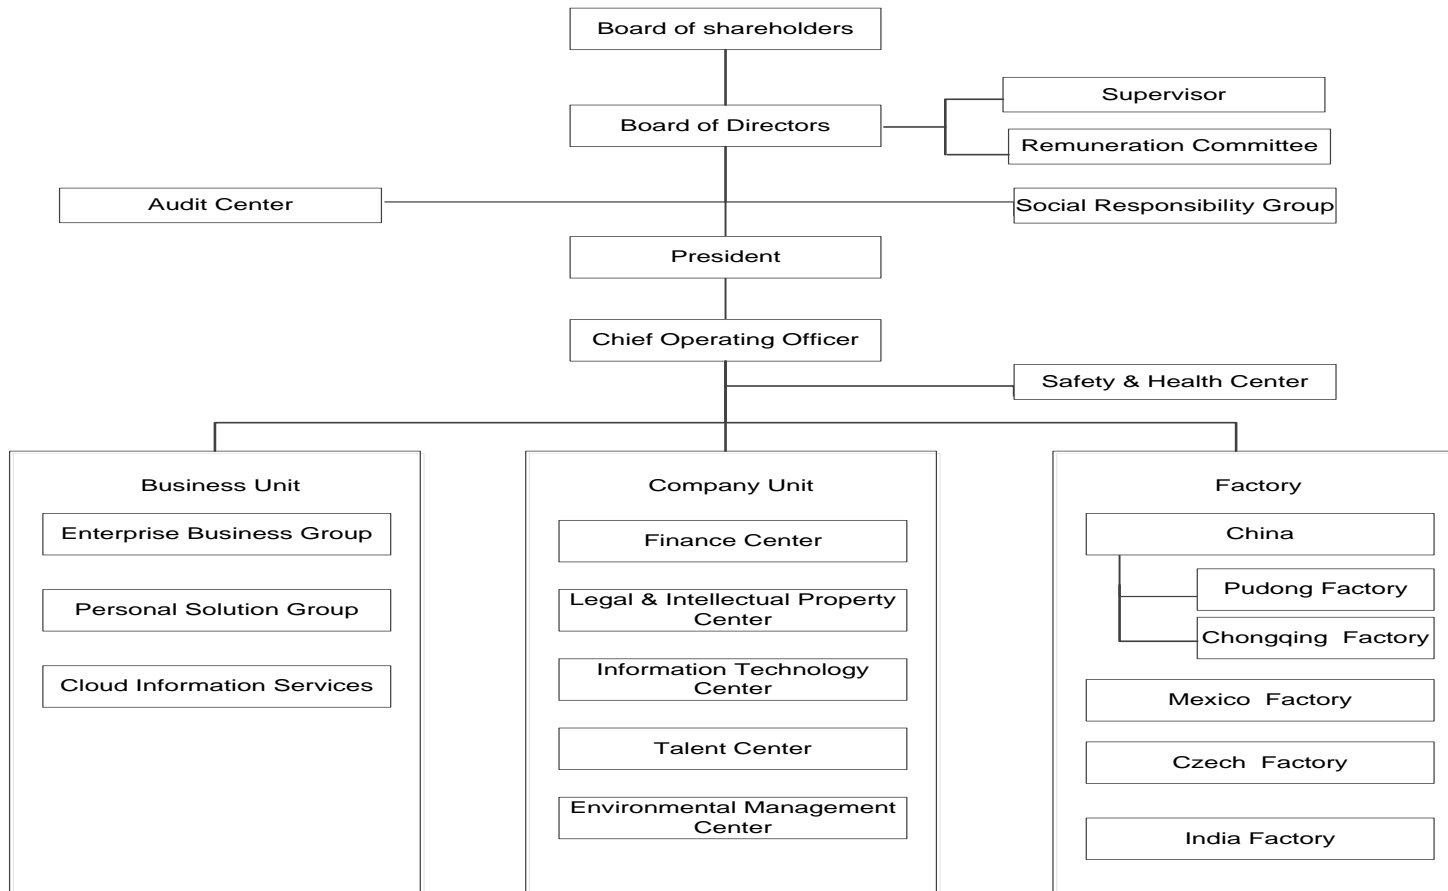 Board of shareholders
Supervisor
Board of Directors
Remuneration Committee
Audit Center
Social Responsibility Group
President
Chief Operating Officer
Safety & Health Center
Business Unit
Enterprise Business Group
Personal Solution Group
Cloud Information Services
Company Unit
Finance Center
Legal & Intellectual Property
Center
Information Technology
Center
Talent Center
Environmental Management
Center
Factory
China
Pudong Factory
Chongqing Factory
Mexico Factory
Czech Factory
India Factory